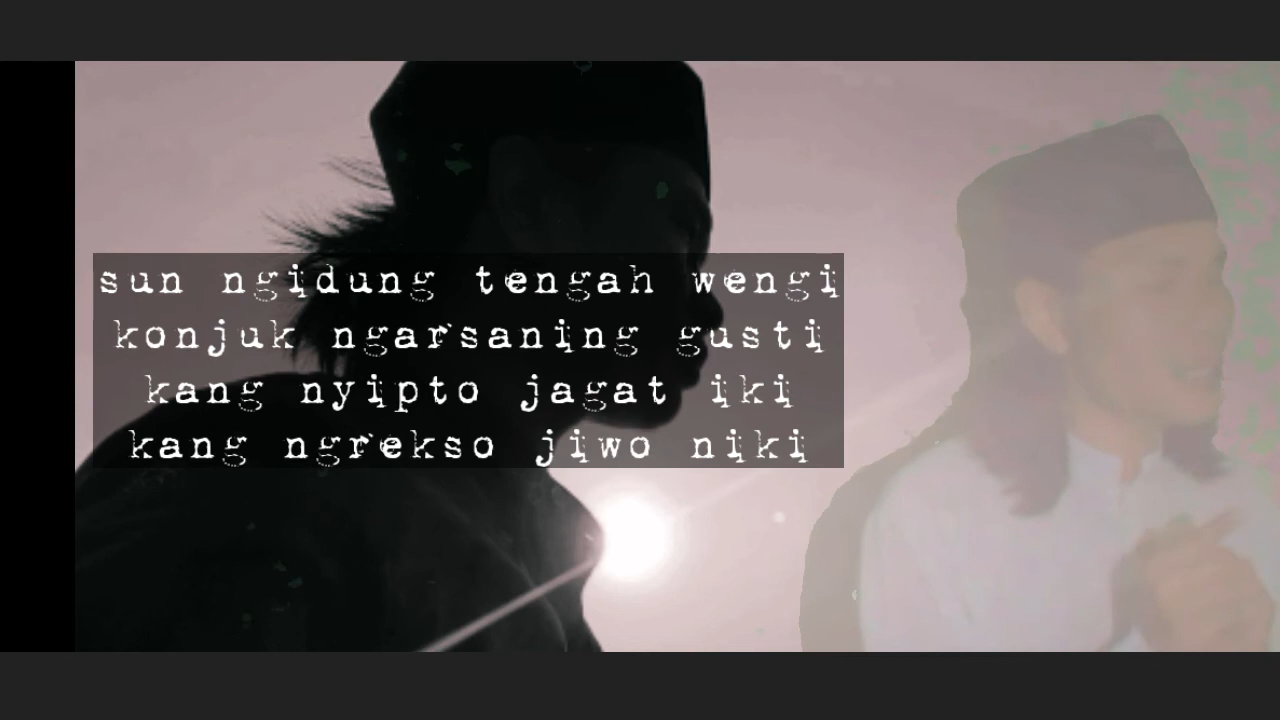 sun ngidung tengah wengi
konjuk ngarsaning gusti
kang nyipto jagat iki
kang ngrekso jiwo niki